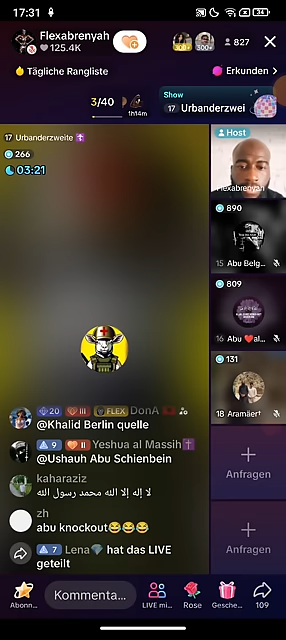 17:31
34
Flexabrenyah
125.4K
300+
827
Tägliche Rangliste
Erkunden
3/40
1h14m
Show
17 Urbanderzwei
17 Urbanderzweite
266
03:21
Host
Flexabrenyah
890
15 Abu Belg...
809
16 Abu ❤️al...
131
18 Aramäer†
20 III FLEX DonA
@Khalid Berlin quelle
9 II Yeshua al Massih✝️
@Ushauh Abu Schienbein
kaharaziz
لا إله إلا الله محمد رسول الله
zh
abu knockout😂😂😂
7 Lena💎 hat das LIVE
geteilt
+
Anfragen
+
Anfragen
Abonn...
Kommenta...
LIVE mi...
Rose
Gesche...
109